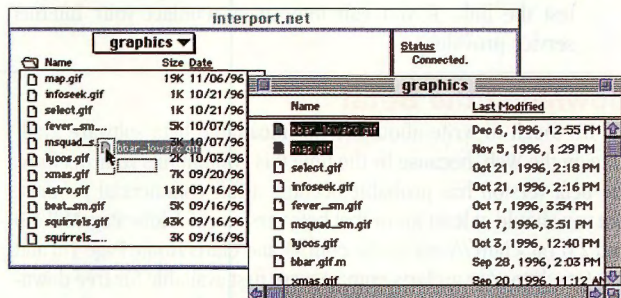 interport.net
graphics
Name Size Date
map.gif 19K 11/06/96
infoseek.gif 1K 10/21/96
select.gif 1K 10/21/96
fever_sm.... 5K 10/07/96
msquad_s 3K 10/07/96
bbar_lowsrc.gif
lycos.gif 2K 10/03/96
xmas.gif 7K 09/20/96
astro.gif 11K 09/16/96
beat_sm.gif 5K 09/16/96
squirrels.gif 43K 09/16/96
squirrels_... 3K 09/16/96
Status
Connected.
graphics
Name Last Modified
bbar_lowsrc.gif Dec 6, 1996, 12:55 PM
map.gif Nov 5, 1996, 1:29 PM
select.gif Oct 21, 1996, 2:18 PM
infoseek.gif Oct 21, 1996, 2:16 PM
fever_sm.gif Oct 7, 1996, 3:54 PM
msquad_sm.gif Oct 7, 1996, 3:51 PM
lycos.gif Oct 3, 1996, 12:40 PM
bbar.gif.m Sep 20, 1996, 2:03 PM
xmas.gif Sep 20, 1996, 11:12 AM